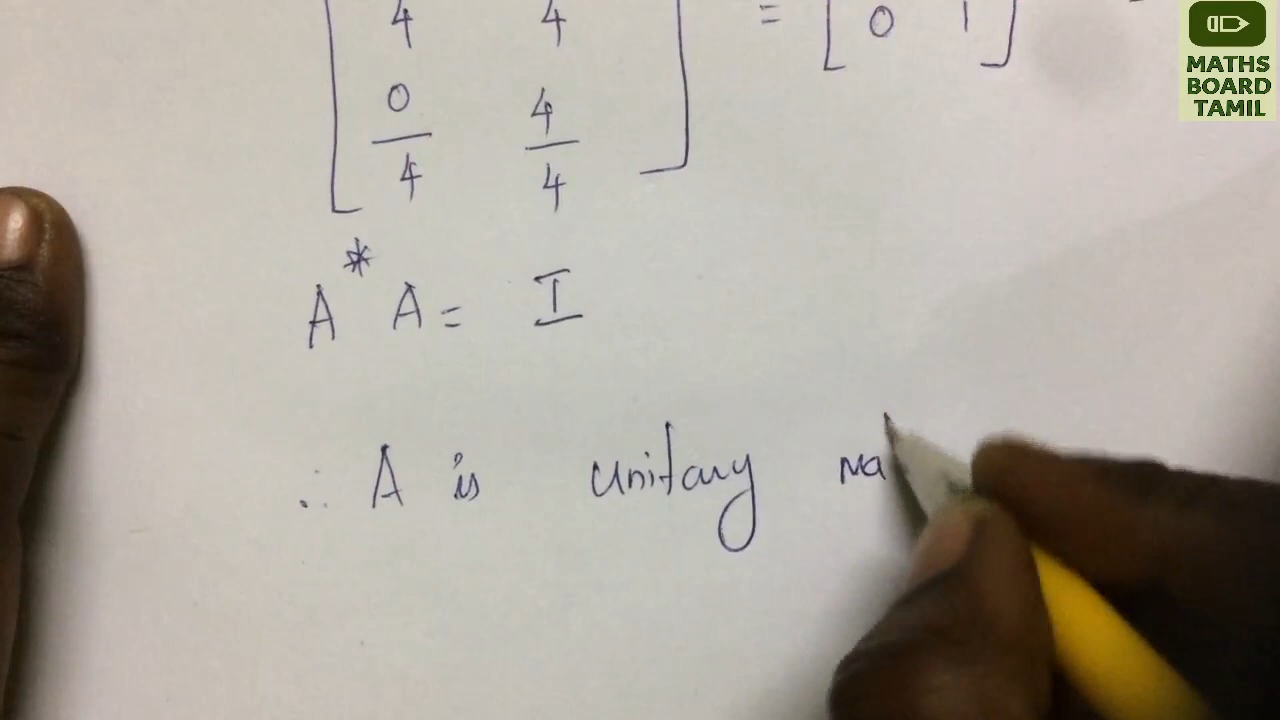 4 4 = 0 1
0 4
4 4
A* A = I
∴ A is unitary ma
MATHS
BOARD
TAMIL